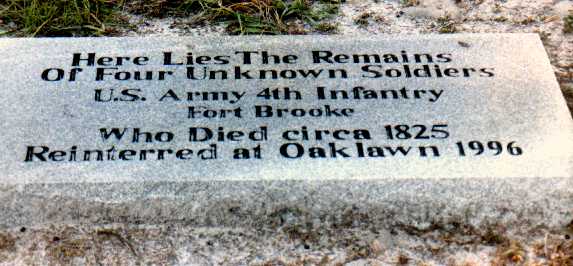 Here Lies The Remains
Of Four Unknown Soldiers
U.S. Army 4th Infantry
Fort Brooke
Who Died circa 1825
Reinterred at Oaklawn 1996